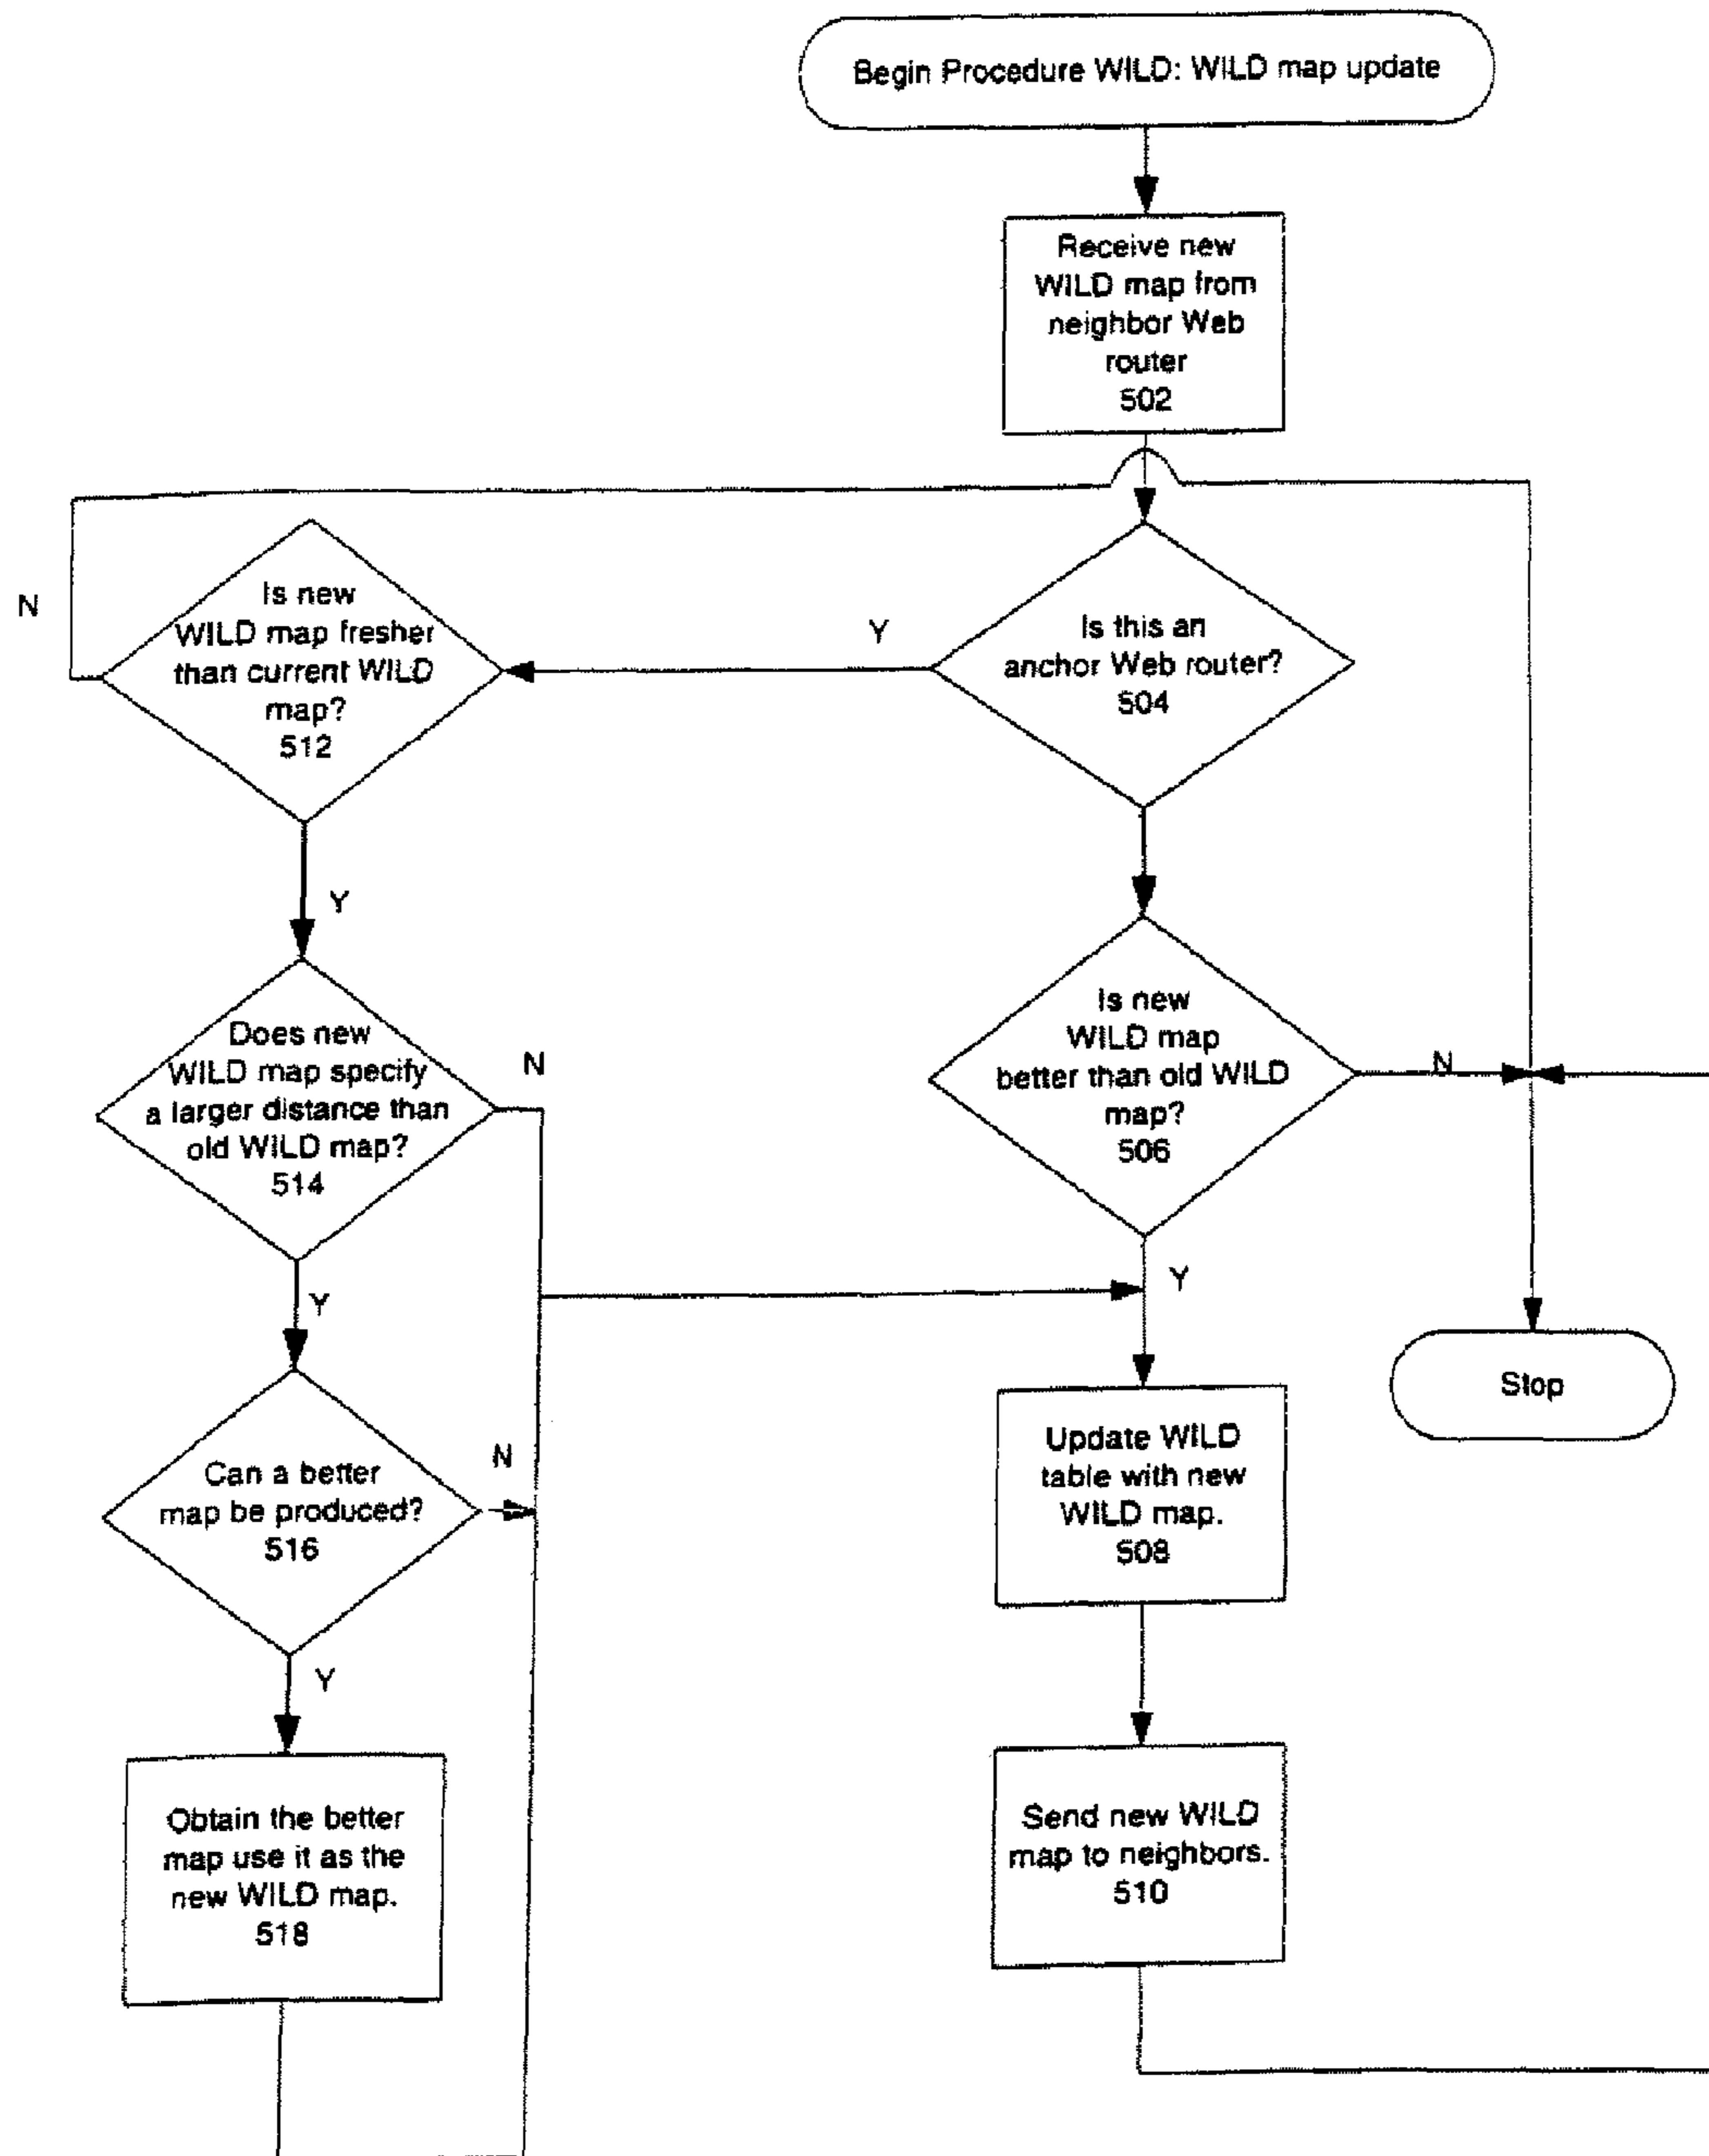 Begin Procedure WILD: WILD map update
Receive new
WILD map from
neighbor Web
router
502
Is this an
anchor Web router?
504
Y
Is new
WILD map fresher
than current WILD
map?
512
N
Y
Does new
WILD map specify
a larger distance than
old WILD map?
514
N
Y
Is new
WILD map
better than old WILD
map?
506
N
Y
Can a better
map be produced?
516
N
Y
Update WILD
table with new
WILD map.
508
Stop
Obtain the better
map use it as the
new WILD map.
518
Send new WILD
map to neighbors.
510